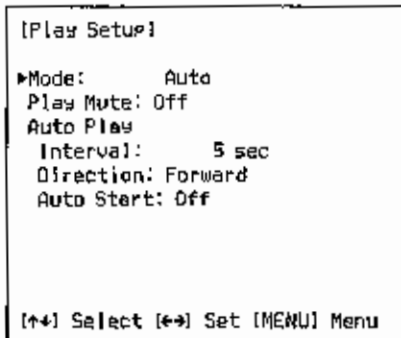 [Play Setup]
▶Mode: Auto
Play Mute: Off
Auto Play
Interval: 5 sec
Direction: Forward
Auto Start: Off
[↑↓] Select [←→] Set [MENU] Menu